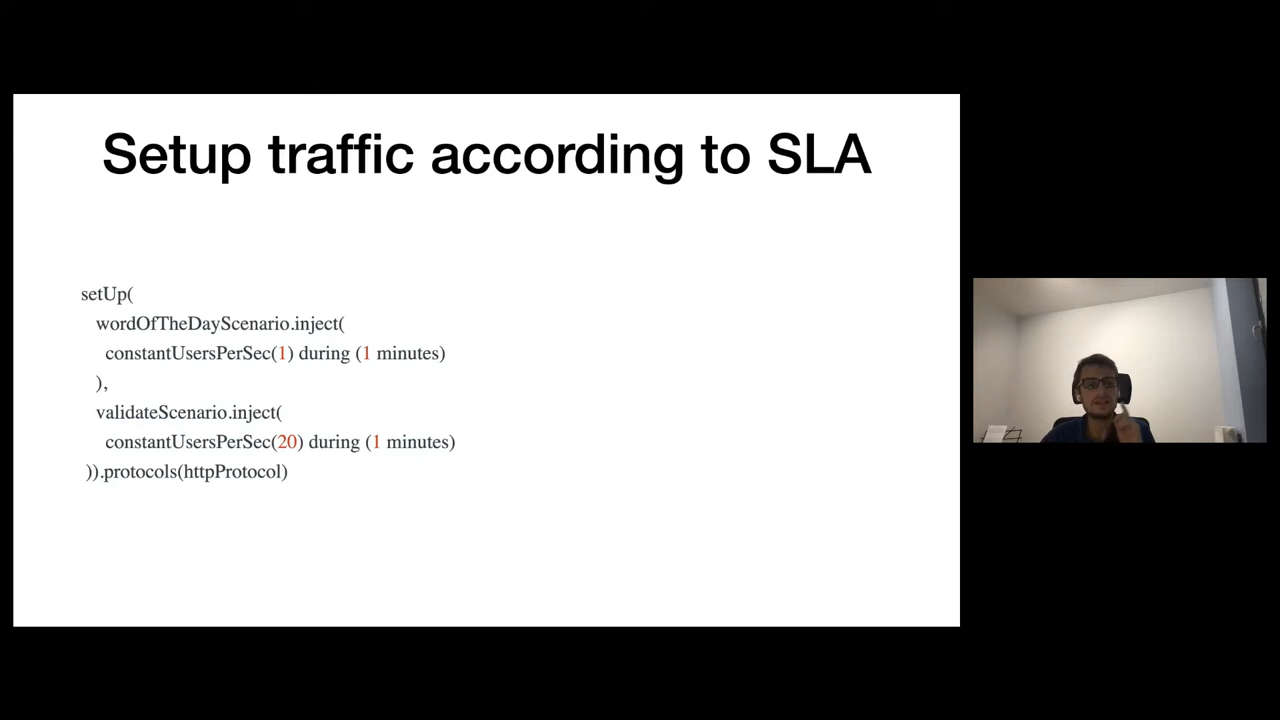 Setup traffic according to SLA
setUp(
wordOfTheDayScenario.inject(
constantUsersPerSec(1) during (1 minutes)
),
validateScenario.inject(
constantUsersPerSec(20) during (1 minutes)
)).protocols(httpProtocol)